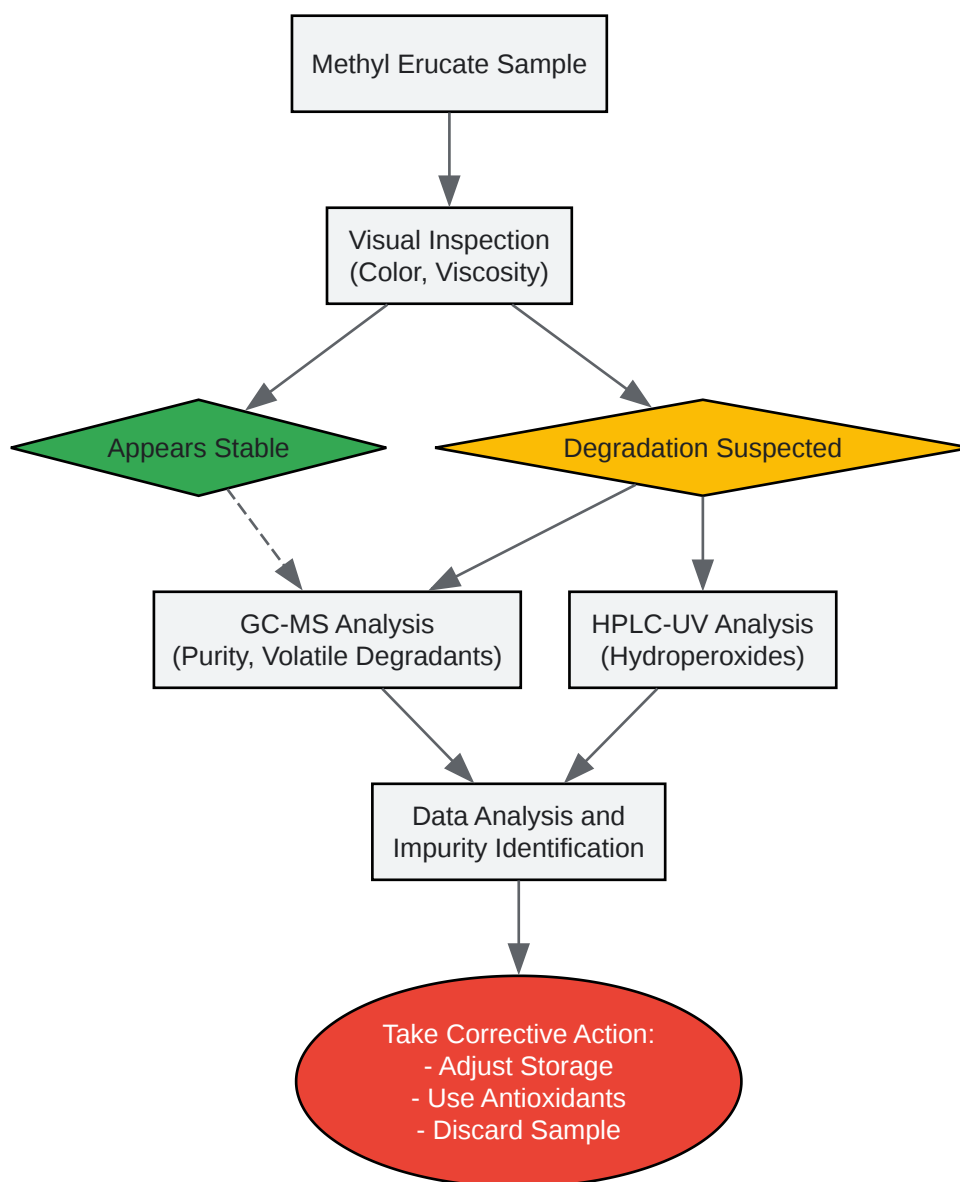 Methyl Erucate Sample
Visual Inspection
(Color, Viscosity)
Appears Stable
Degradation Suspected
GC-MS Analysis
(Purity, Volatile Degradants)
HPLC-UV Analysis
(Hydroperoxides)
Data Analysis and
Impurity Identification
Take Corrective Action:
- Adjust Storage
- Use Antioxidants
- Discard Sample